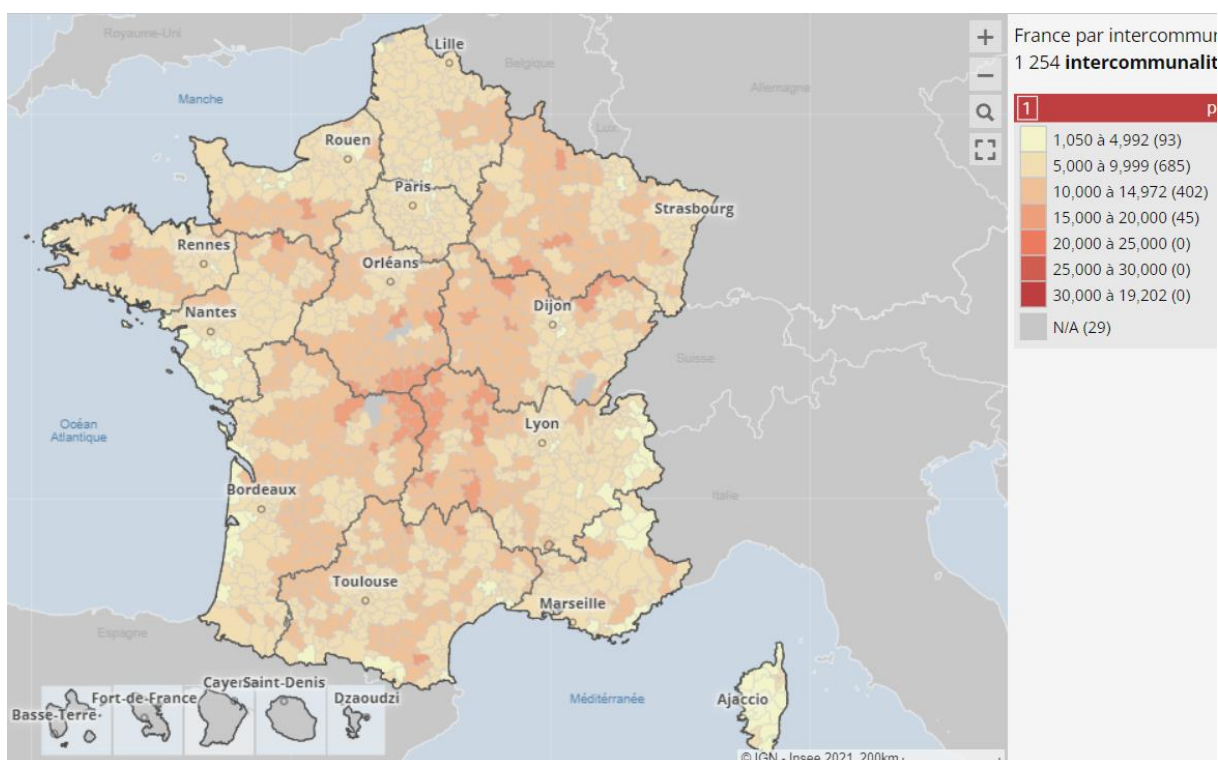 Royaume-Uni
Lille
Belgique
Allemagne
Manche
Lux.
Rouen
Paris
Strasbourg
Rennes
Orléans
Nantes
Dijon
Suisse
Océan
Atlantique
Lyon
Bordeaux
Italie
Toulouse
Marseille
Espagne
Méditérranée
Ajaccio
Basse-Terre
Fort-de-France
Saint-Denis
Dzaoudzi
© IGN - Insee 2021 200km
+
−
France par intercommu
1 254 intercommunalit
1 p
1,050 à 4,992 (93)
5,000 à 9,999 (685)
10,000 à 14,972 (402)
15,000 à 20,000 (45)
20,000 à 25,000 (0)
25,000 à 30,000 (0)
30,000 à 19,202 (0)
N/A (29)